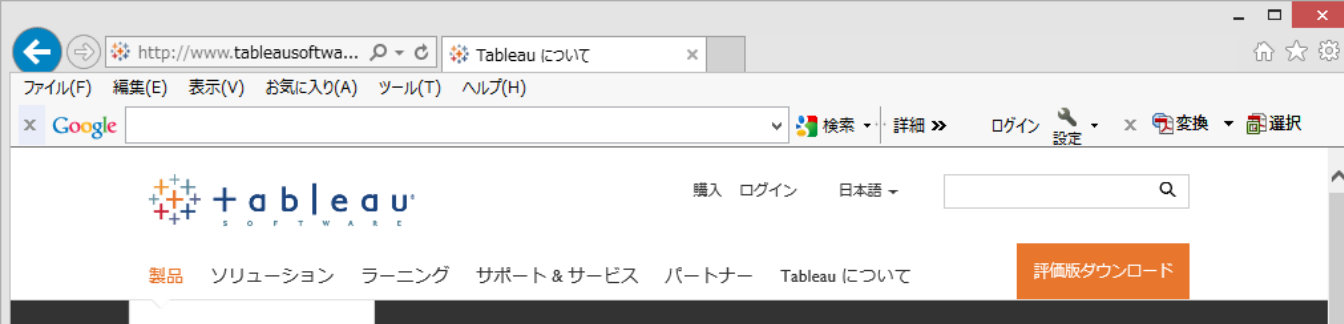 http://www.tableausoftwa... Tableau について
ファイル(F) 編集(E) 表示(V) お気に入り(A) ツール(T) ヘルプ(H)
x Google 検索 詳細 » ログイン 設定 x 変換 選択
購入 ログイン 日本語
+ableau
SOFTWARE
製品 ソリューション ラーニング サポート & サービス パートナー Tableau について 評価版ダウンロード